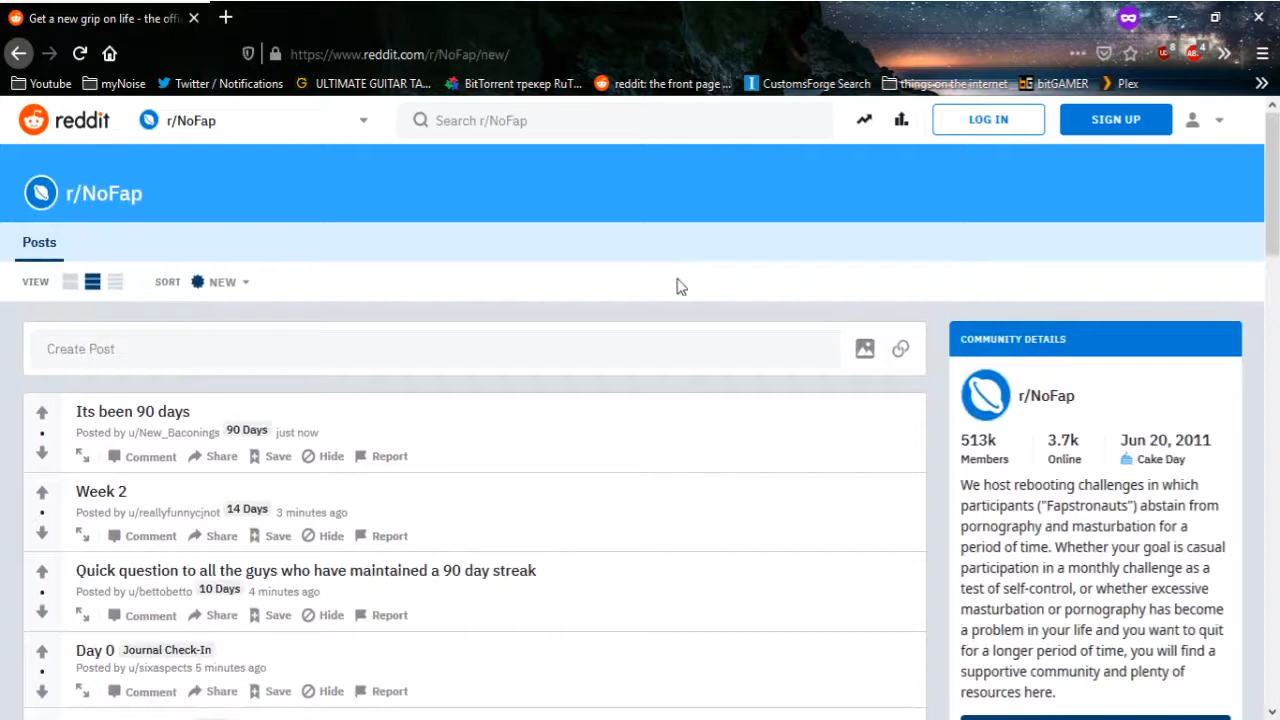 Get a new grip on life - the offi
https://www.reddit.com/r/NoFap/new/
8
4
Youtube myNoise Twitter / Notifications ULTIMATE GUITAR TA... BitTorrent трекер RuT... reddit: the front page ... CustomsForge Search things on the internet bitGAMER Plex
reddit r/NoFap Search r/NoFap LOG IN SIGN UP
r/NoFap
Posts
VIEW SORT NEW
Create Post
Its been 90 days
Posted by u/New_Baconings 90 Days just now
Comment Share Save Hide Report
Week 2
Posted by u/reallyfunnycjnot 14 Days 3 minutes ago
Comment Share Save Hide Report
Quick question to all the guys who have maintained a 90 day streak
Posted by u/bettobetto 10 Days 4 minutes ago
Comment Share Save Hide Report
Day 0 Journal Check-In
Posted by u/sixaspects 5 minutes ago
Comment Share Save Hide Report
COMMUNITY DETAILS
r/NoFap
513k 3.7k Jun 20, 2011
Members Online Cake Day
We host rebooting challenges in which
participants ("Fapstronauts") abstain from
pornography and masturbation for a
period of time. Whether your goal is casual
participation in a monthly challenge as a
test of self-control, or whether excessive
masturbation or pornography has become
a problem in your life and you want to quit
for a longer period of time, you will find a
supportive community and plenty of
resources here.